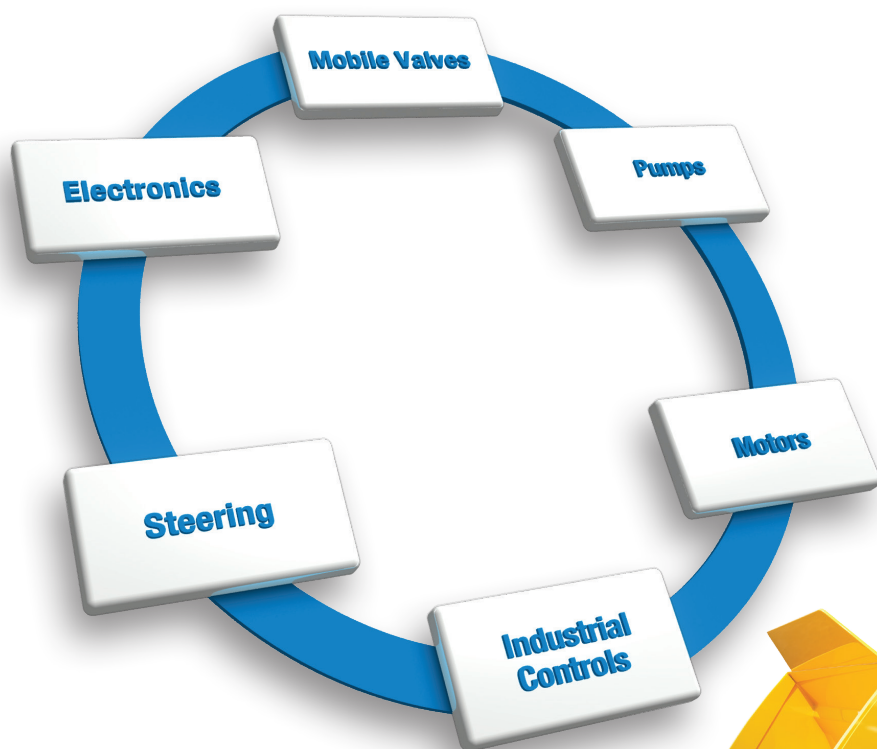 Mobile Valves
Pumps
Motors
Industrial
Controls
Steering
Electronics